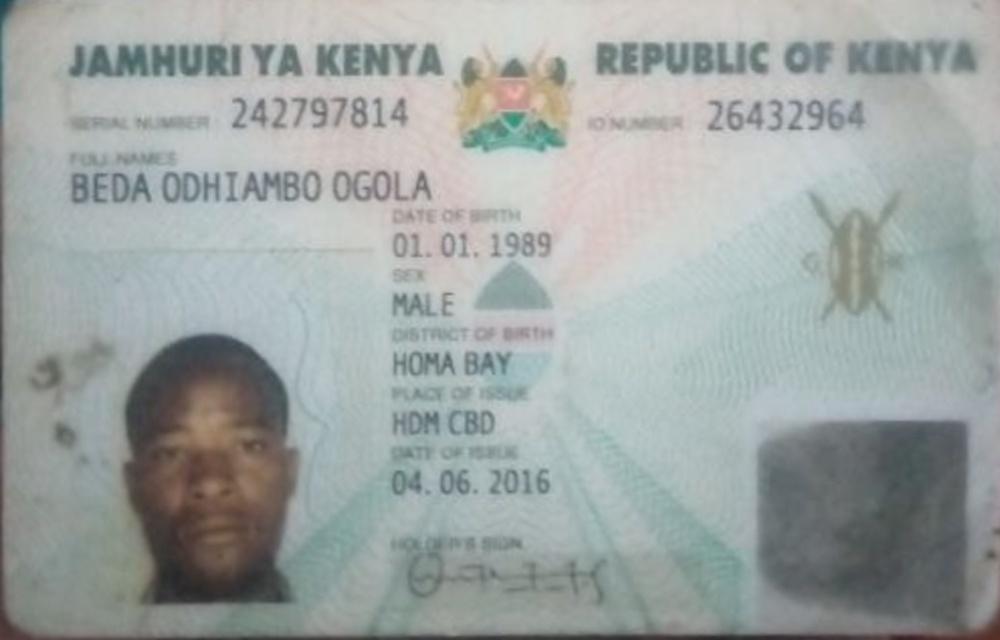 JAMHURI YA KENYA
REPUBLIC OF KENYA
SERIAL NUMBER: 242797814
ID NUMBER: 26432964
FULL NAMES
BEDA ODHIAMBO OGOLA
DATE OF BIRTH
01. 01. 1989
SEX
MALE
DISTRICT OF BIRTH
HOMA BAY
PLACE OF ISSUE
HDM CBD
DATE OF ISSUE
04. 06. 2016
HOLDER'S SIGN.